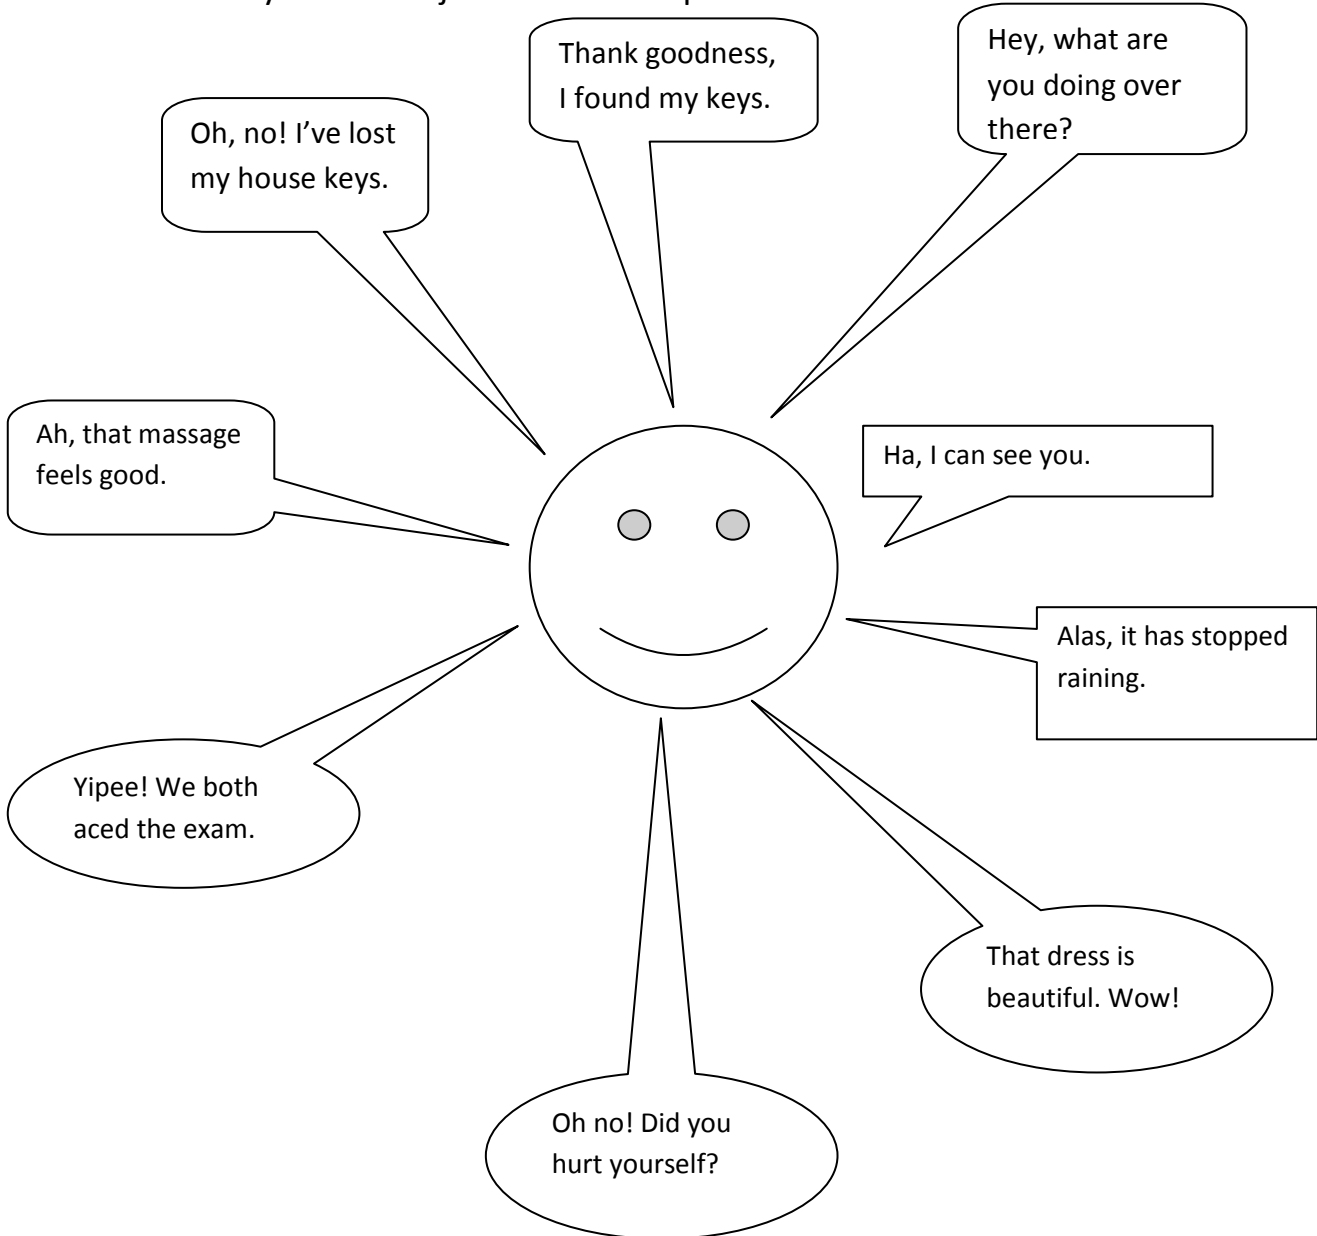 Thank goodness,
I found my keys.
Hey, what are
you doing over
there?
Oh, no! I’ve lost
my house keys.
Ah, that massage
feels good.
Ha, I can see you.
Alas, it has stopped
raining.
Yipee! We both
aced the exam.
That dress is
beautiful. Wow!
Oh no! Did you
hurt yourself?